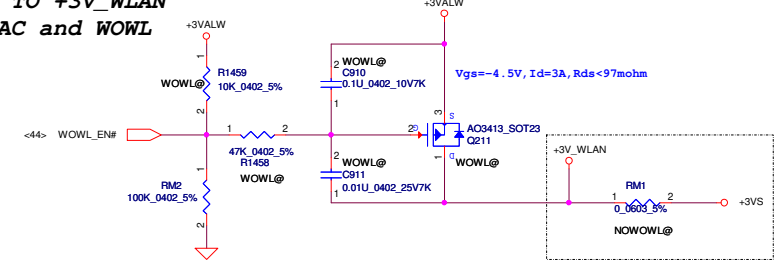 TO +3V_WLAN
AC and WOWL
+3VALW
+3VALW
1
R1459
WOWL@
10K_0402_5%
2
2
WOWL@
C910
0.1U_0402_10V7K
1
Vgs=-4.5V,Id=3A,Rds<97mohm
3
S
<44>
WOWL_EN#
1
2
47K_0402_5%
R1458
WOWL@
2
G
AO3413_SOT23
Q211
1
D
WOWL@
2
WOWL@
C911
0.01U_0402_25V7K
1
1
RM2
100K_0402_5%
2
+3V_WLAN
RM1
1
2
0_0603_5%
NOWOWL@
+3VS